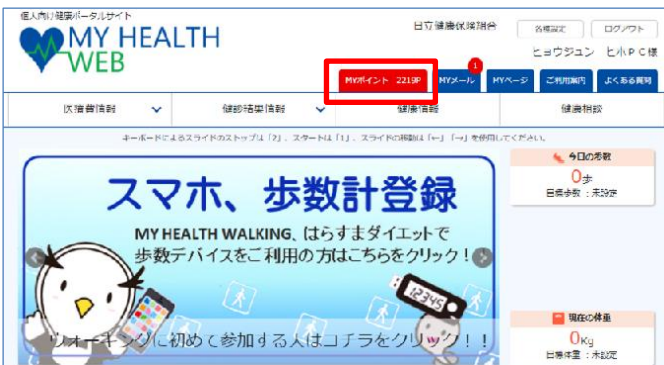 個人向け健康ポータルサイト
MY HEALTH WEB
日立健康保険組合
各種設定
ログアウト
ヒョウジュン ヒ小PC様
MYポイント 2219P
MYメール
1
MYページ
ご利用案内
よくある質問
医療費情報
健診結果情報
健康情報
健康相談
キーボードによるスライドのストップは「2」、スタートは「1」、スライドの移動は「←」「→」を使用してください。
スマホ、歩数計登録
MY HEALTH WALKING、はらすまダイエットで
歩数デバイスをご利用の方はこちらをクリック！
12345
ウォーキングに初めて参加する人はコチラをクリック！！
今日の歩数
0歩
目標歩数：未設定
現在の体重
0Kg
目標体重：未設定